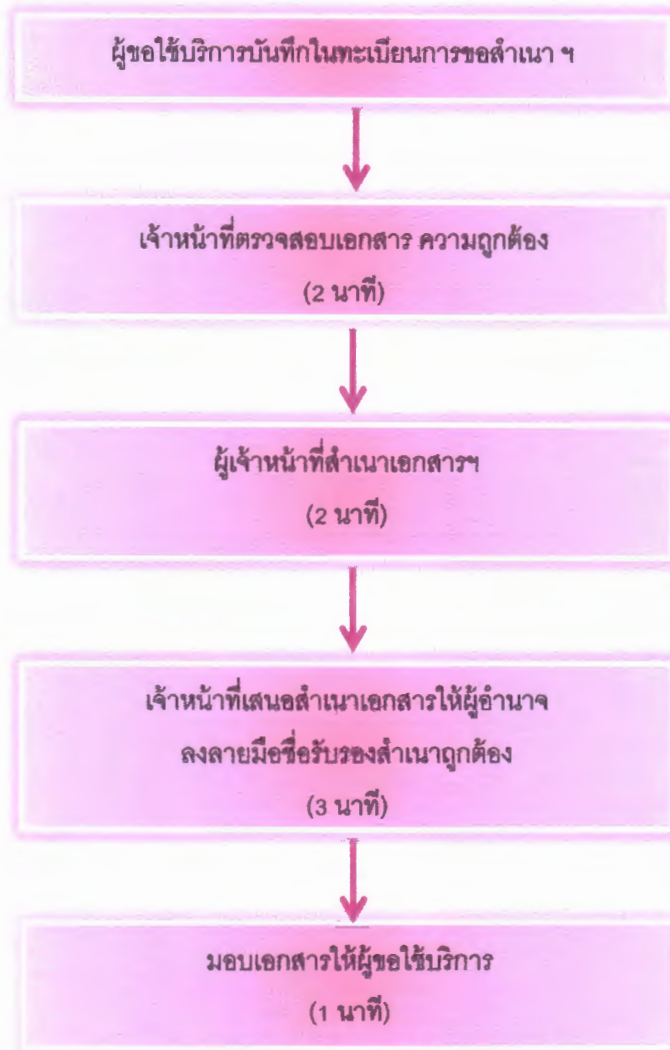 ผู้ขอใช้บริการบันทึกในทะเบียนการขอสำเนา ฯ
เจ้าหน้าที่ตรวจสอบเอกสาร ความถูกต้อง
(2 นาที)
ผู้เจ้าหน้าที่สำเนาเอกสารฯ
(2 นาที)
เจ้าหน้าที่เสนอสำเนาเอกสารให้ผู้อำนาจ
ลงลายมือชื่อรับรองสำเนาถูกต้อง
(3 นาที)
มอบเอกสารให้ผู้ขอใช้บริการ
(1 นาที)